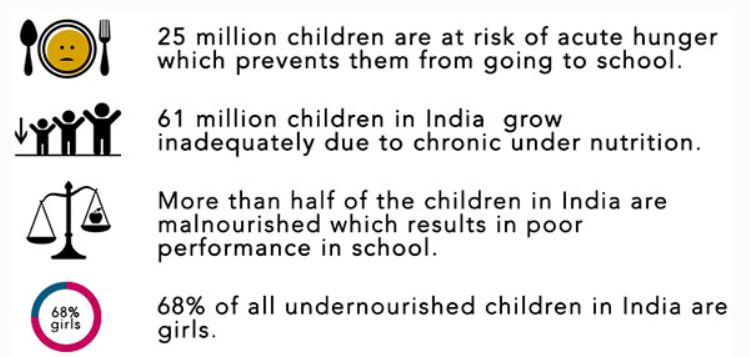 25 million children are at risk of acute hunger
which prevents them from going to school.
61 million children in India grow
inadequately due to chronic under nutrition.
More than half of the children in India are
malnourished which results in poor
performance in school.
68%
girls
68% of all undernourished children in India are
girls.